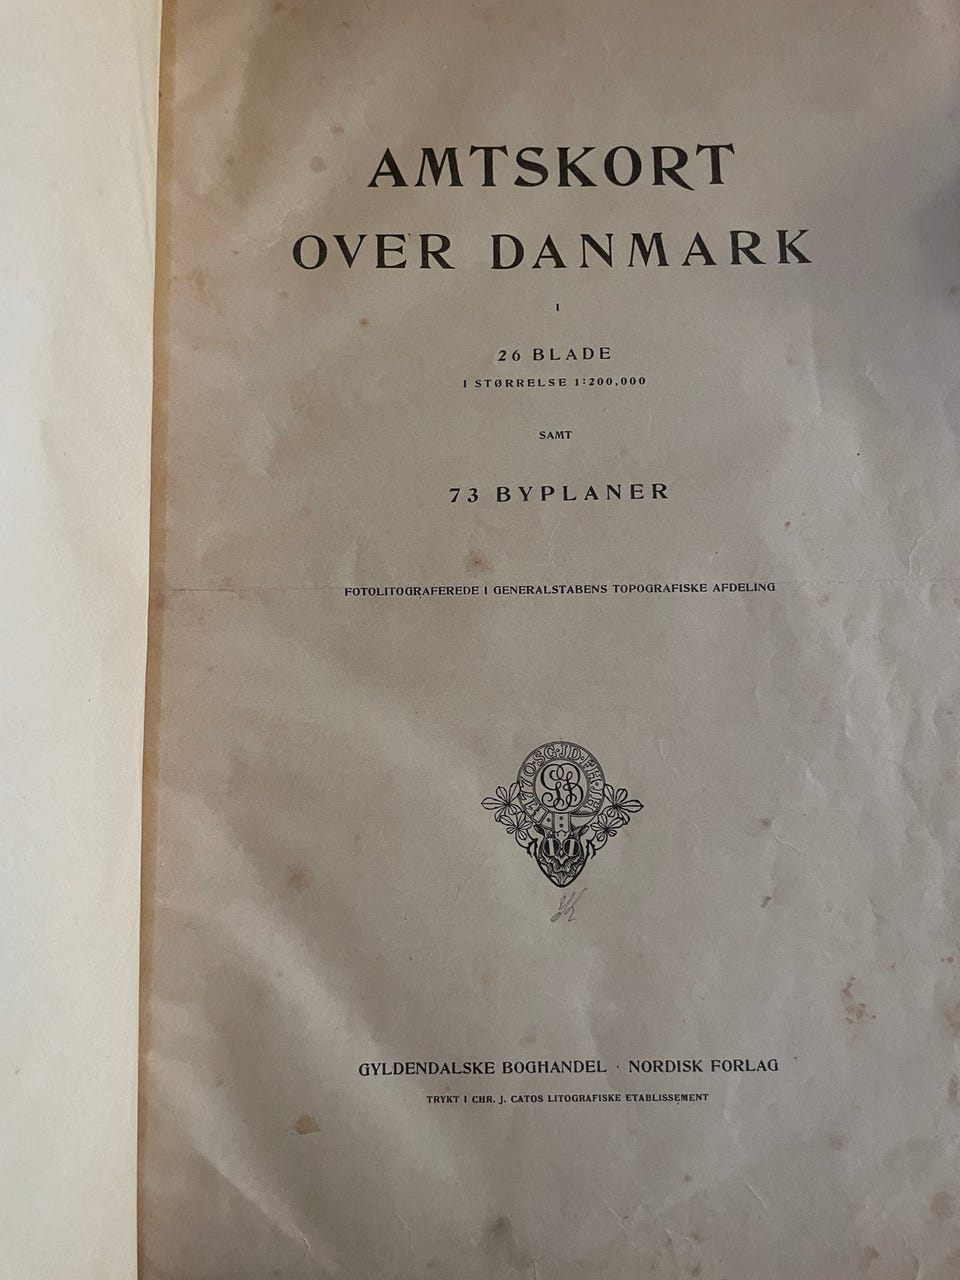 AMTSKORT
OVER DANMARK
I
26 BLADE
I STØRRELSE 1:200,000
SAMT
73 BYPLANER
FOTOLITOGRAFEREDE I GENERALSTABENS TOPOGRAFISKE AFDELING
GYLDENDALSKE BOGHANDEL · NORDISK FORLAG
TRYKT I CHR. J. CATOS LITOGRAFISKE ETABLISSEMENT